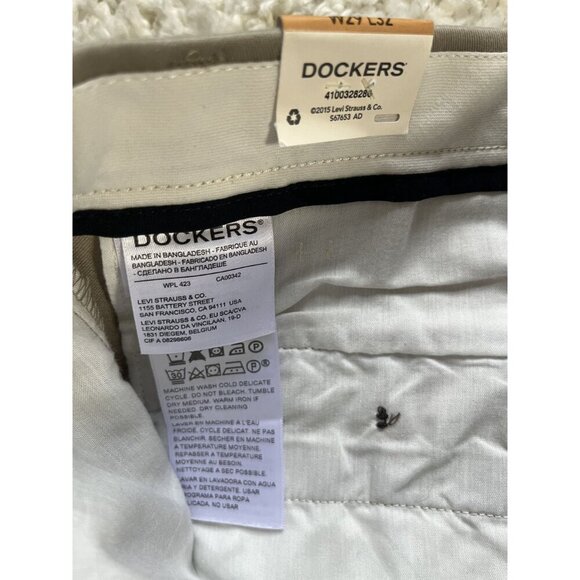 W29 L32
DOCKERS®
4100328280
©2015 Levi Strauss & Co.
S67653 AD
DOCKERS®
MADE IN BANGLADESH - FABRIQUE AU
BANGLADESH - FABRICADO EN BANGLADESH
- СДЕЛАНО В БАНГЛАДЕШЕ
WPL 423 CA00342
LEVI STRAUSS & CO.
1155 BATTERY STREET
SAN FRANCISCO, CA 94111 USA
LEVI STRAUSS & CO. EU SCA/CVA
LEONARDO DA VINCILAAN, 19-D
1831 DIEGEM, BELGIUM
CIF A 08298606
30
MACHINE WASH COLD DELICATE
CYCLE. DO NOT BLEACH. TUMBLE
DRY MEDIUM. WARM IRON IF
NEEDED. DRY CLEANING
POSSIBLE.
LAVER EN MACHINE À L'EAU
FROIDE. CYCLE DELICAT. NE PAS
BLANCHIR. SÉCHER EN MACHINE
A TEMPERATURE MOYENNE.
REPASSER A TEMPERATURE
MOYENNE AU BESOIN.
NETTOYAGE A SEC POSSIBLE.
LAVAR EN LAVADORA CON AGUA
RIA Y DETERGENTE. USAR
PROGRAMA PARA ROPA
LICADA. NO USAR